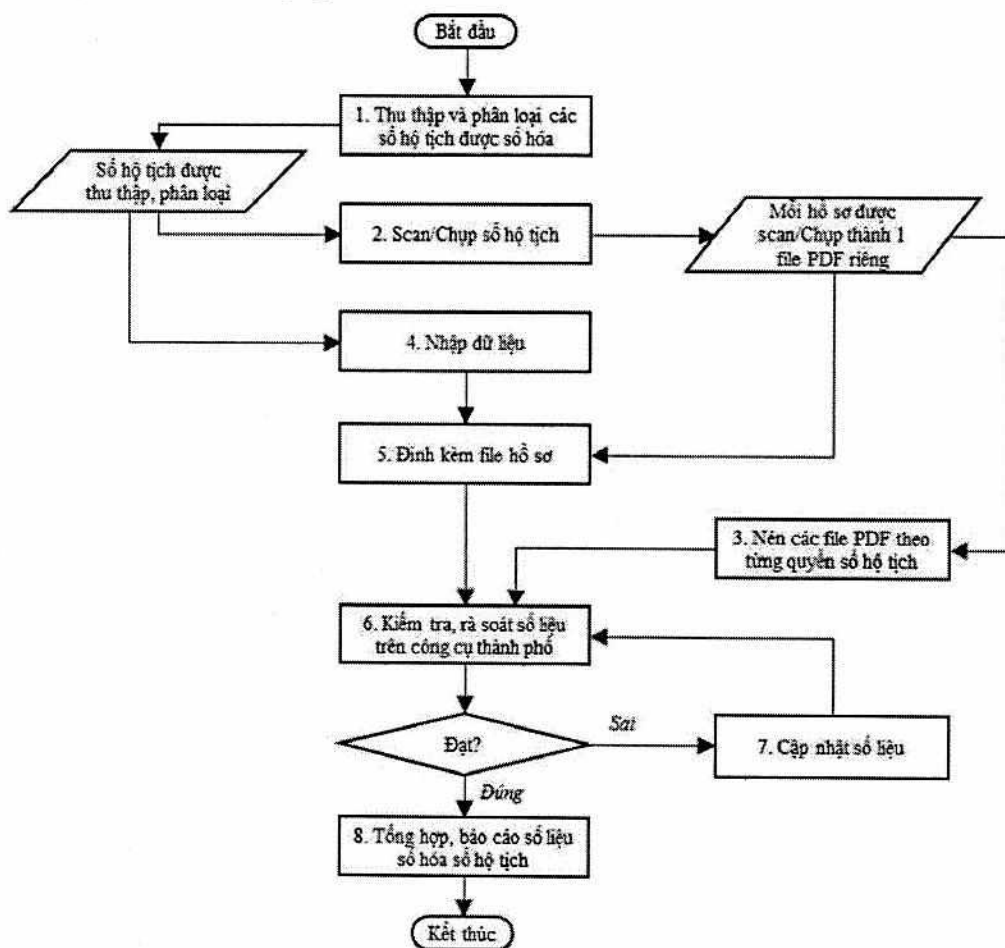 Bắt đầu
1. Thu thập và phân loại các
sổ hộ tịch được số hóa
Sổ hộ tịch được
thu thập, phân loại
2. Scan/Chụp sổ hộ tịch
Mỗi hồ sơ được
scan/Chụp thành 1
file PDF riêng
4. Nhập dữ liệu
5. Đính kèm file hồ sơ
3. Nén các file PDF theo
từng quyển sổ hộ tịch
6. Kiểm tra, rà soát số liệu
trên công cụ thành phố
Đạt?
Sai
7. Cập nhật số liệu
Đúng
8. Tổng hợp, báo cáo số liệu
số hóa sổ hộ tịch
Kết thúc